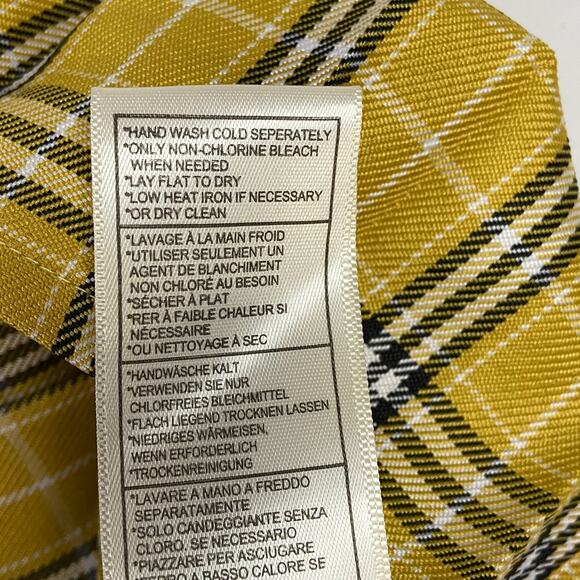 *HAND WASH COLD SEPERATELY
*ONLY NON-CHLORINE BLEACH
WHEN NEEDED
*LAY FLAT TO DRY
*LOW HEAT IRON IF NECESSARY
*OR DRY CLEAN
*LAVAGE À LA MAIN FROID
*UTILISER SEULEMENT UN
AGENT DE BLANCHIMENT
NON CHLORÉ AU BESOIN
*SÉCHER À PLAT
*RER À FAIBLE CHALEUR SI
NÉCESSAIRE
*OU NETTOYAGE À SEC
*HANDWÄSCHE KALT
*VERWENDEN SIE NUR
CHLORFREIES BLEICHMITTEL
*FLACH LIEGEND TROCKNEN LASSEN
*NIEDRIGES WÄRMEISEN,
WENN ERFORDERLICH
*TROCKENREINIGUNG
*LAVARE A MANO A FREDDO
SEPARATAMENTE
*SOLO CANDEGGIANTE SENZA
CLORO, SE NECESSARIO
*PIAZZARE PER ASCIUGARE
A BASSO CALORE SE